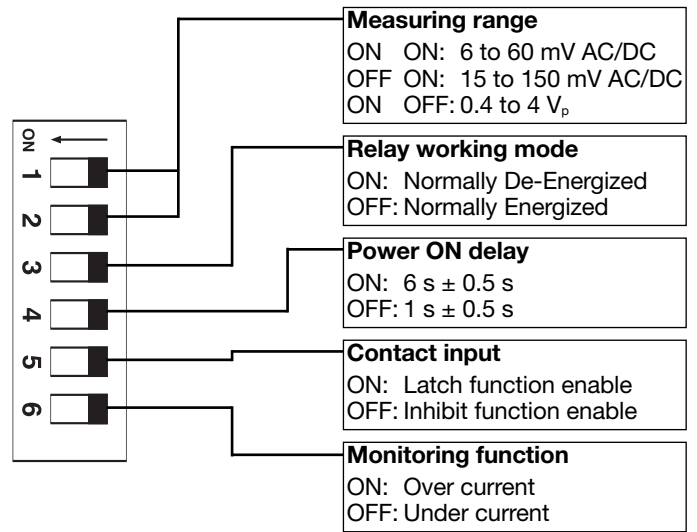 Measuring range
ON ON: 6 to 60 mV AC/DC
OFF ON: 15 to 150 mV AC/DC
ON OFF: 0.4 to 4 Vₚ
ON
1
2
3
4
5
6
Relay working mode
ON: Normally De-Energized
OFF: Normally Energized
Power ON delay
ON: 6 s ± 0.5 s
OFF: 1 s ± 0.5 s
Contact input
ON: Latch function enable
OFF: Inhibit function enable
Monitoring function
ON: Over current
OFF: Under current